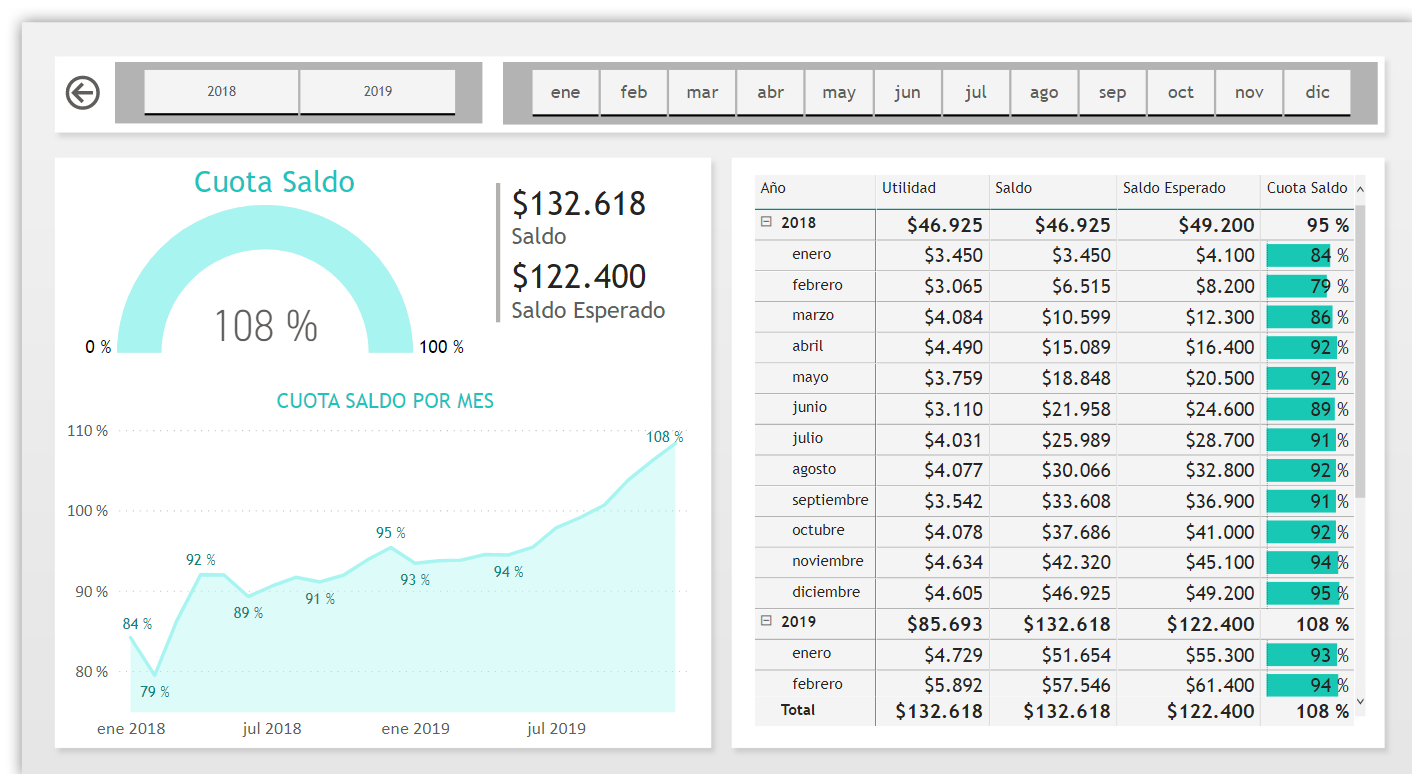 2018 2019 ene feb mar abr may jun jul ago sep oct nov dic
Cuota Saldo
108 %
0 % 100 %
$132.618
Saldo
$122.400
Saldo Esperado
CUOTA SALDO POR MES
110 %
100 %
90 %
80 %
84 %
79 %
92 %
89 %
91 %
95 %
93 %
94 %
108 %
ene 2018 jul 2018 ene 2019 jul 2019
Año Utilidad Saldo Saldo Esperado Cuota Saldo
2018 $46.925 $46.925 $49.200 95 %
enero $3.450 $3.450 $4.100 84 %
febrero $3.065 $6.515 $8.200 79 %
marzo $4.084 $10.599 $12.300 86 %
abril $4.490 $15.089 $16.400 92 %
mayo $3.759 $18.848 $20.500 92 %
junio $3.110 $21.958 $24.600 89 %
julio $4.031 $25.989 $28.700 91 %
agosto $4.077 $30.066 $32.800 92 %
septiembre $3.542 $33.608 $36.900 91 %
octubre $4.078 $37.686 $41.000 92 %
noviembre $4.634 $42.320 $45.100 94 %
diciembre $4.605 $46.925 $49.200 95 %
2019 $85.693 $132.618 $122.400 108 %
enero $4.729 $51.654 $55.300 93 %
febrero $5.892 $57.546 $61.400 94 %
Total $132.618 $132.618 $122.400 108 %